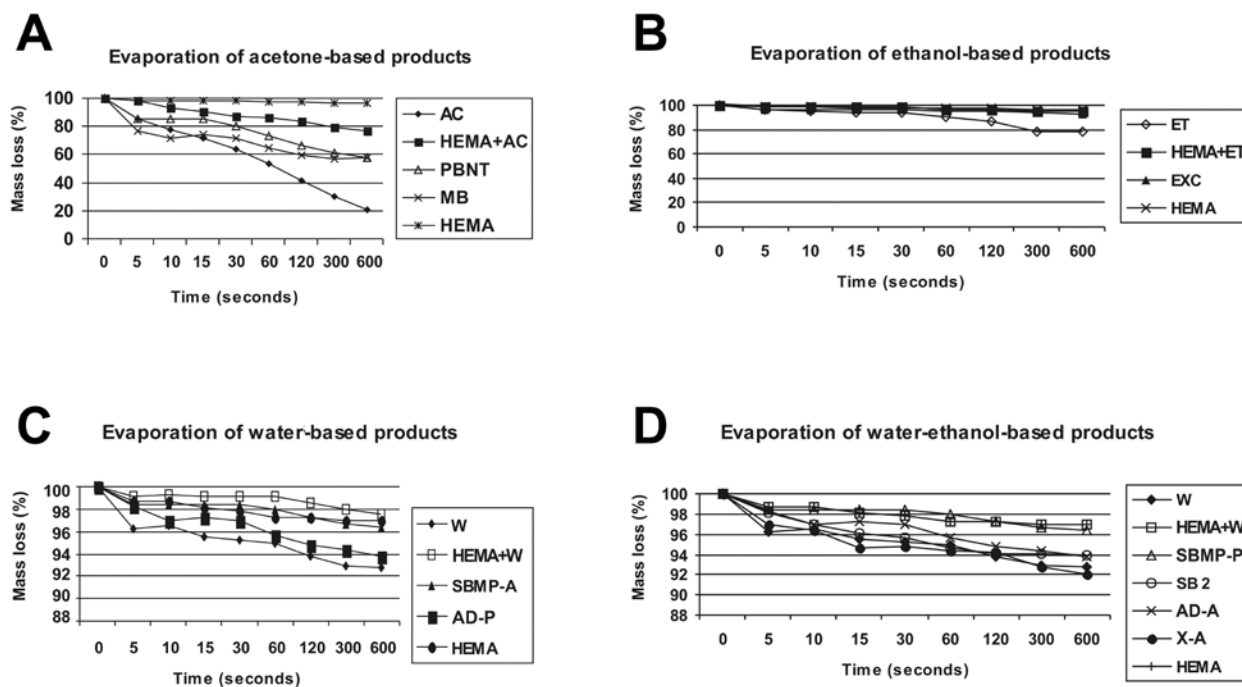 A
Evaporation of acetone-based products
Mass loss (%)
100
80
60
40
20
0
0 5 10 15 30 60 120 300 600
Time (seconds)
AC
HEMA+AC
PBNT
MB
HEMA
B
Evaporation of ethanol-based products
Mass loss (%)
100
80
60
40
20
0
0 5 10 15 30 60 120 300 600
Time (seconds)
ET
HEMA+ET
EXC
HEMA
C
Evaporation of water-based products
Mass loss (%)
100
98
96
94
92
90
88
0 5 10 15 30 60 120 300 600
Time (seconds)
W
HEMA+W
SBMP-A
AD-P
HEMA
D
Evaporation of water-ethanol-based products
Mass loss (%)
100
98
96
94
92
90
88
0 5 10 15 30 60 120 300 600
Time (seconds)
W
HEMA+W
SBMP-P
SB 2
AD-A
X-A
HEMA